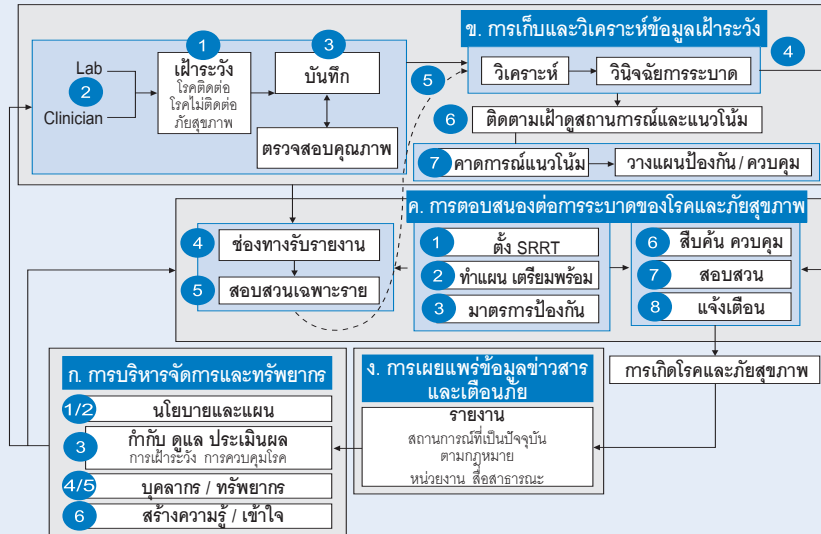 ข. การเก็บและวิเคราะห์ข้อมูลเฝ้าระวัง
1
3
4
Lab
2
Clinician
เฝ้าระวัง
โรคติดต่อ
โรคไม่ติดต่อ
ภัยสุขภาพ
บันทึก
ตรวจสอบคุณภาพ
5
วิเคราะห์
วินิจฉัยการระบาด
6
ติดตามเฝ้าดูสถานการณ์และแนวโน้ม
7
คาดการณ์แนวโน้ม
วางแผนป้องกัน / ควบคุม
ค. การตอบสนองต่อการระบาดของโรคและภัยสุขภาพ
4
ช่องทางรับรายงาน
5
สอบสวนเฉพาะราย
1
ตั้ง SRRT
2
ทำแผน เตรียมพร้อม
3
มาตรการป้องกัน
6
สืบค้น ควบคุม
7
สอบสวน
8
แจ้งเตือน
การเกิดโรคและภัยสุขภาพ
ง. การเผยแพร่ข้อมูลข่าวสาร
และเตือนภัย
รายงาน
สถานการณ์ที่เป็นปัจจุบัน
ตามกฎหมาย
หน่วยงาน สื่อสาธารณะ
ก. การบริหารจัดการและทรัพยากร
1/2
นโยบายและแผน
3
กำกับ ดูแล ประเมินผล
การเฝ้าระวัง การควบคุมโรค
4/5
บุคลากร / ทรัพยากร
6
สร้างความรู้ / เข้าใจ